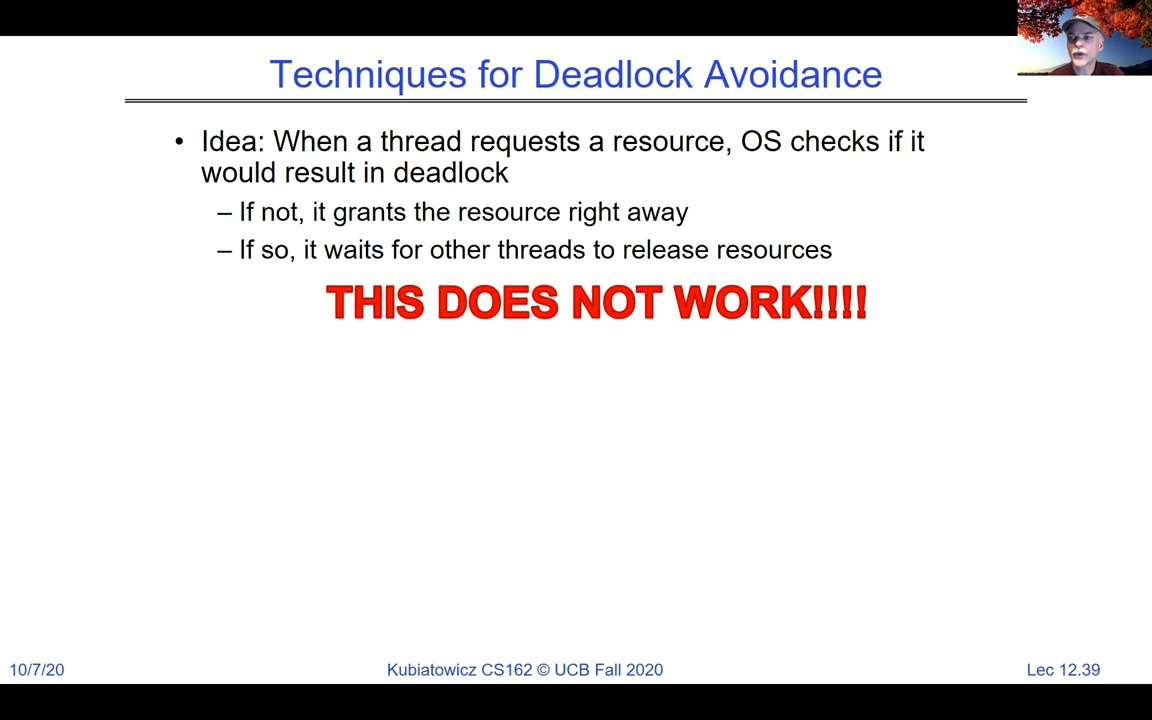 Techniques for Deadlock Avoidance
• Idea: When a thread requests a resource, OS checks if it
would result in deadlock
– If not, it grants the resource right away
– If so, it waits for other threads to release resources
THIS DOES NOT WORK!!!!
10/7/20
Kubiatowicz CS162 © UCB Fall 2020
Lec 12.39